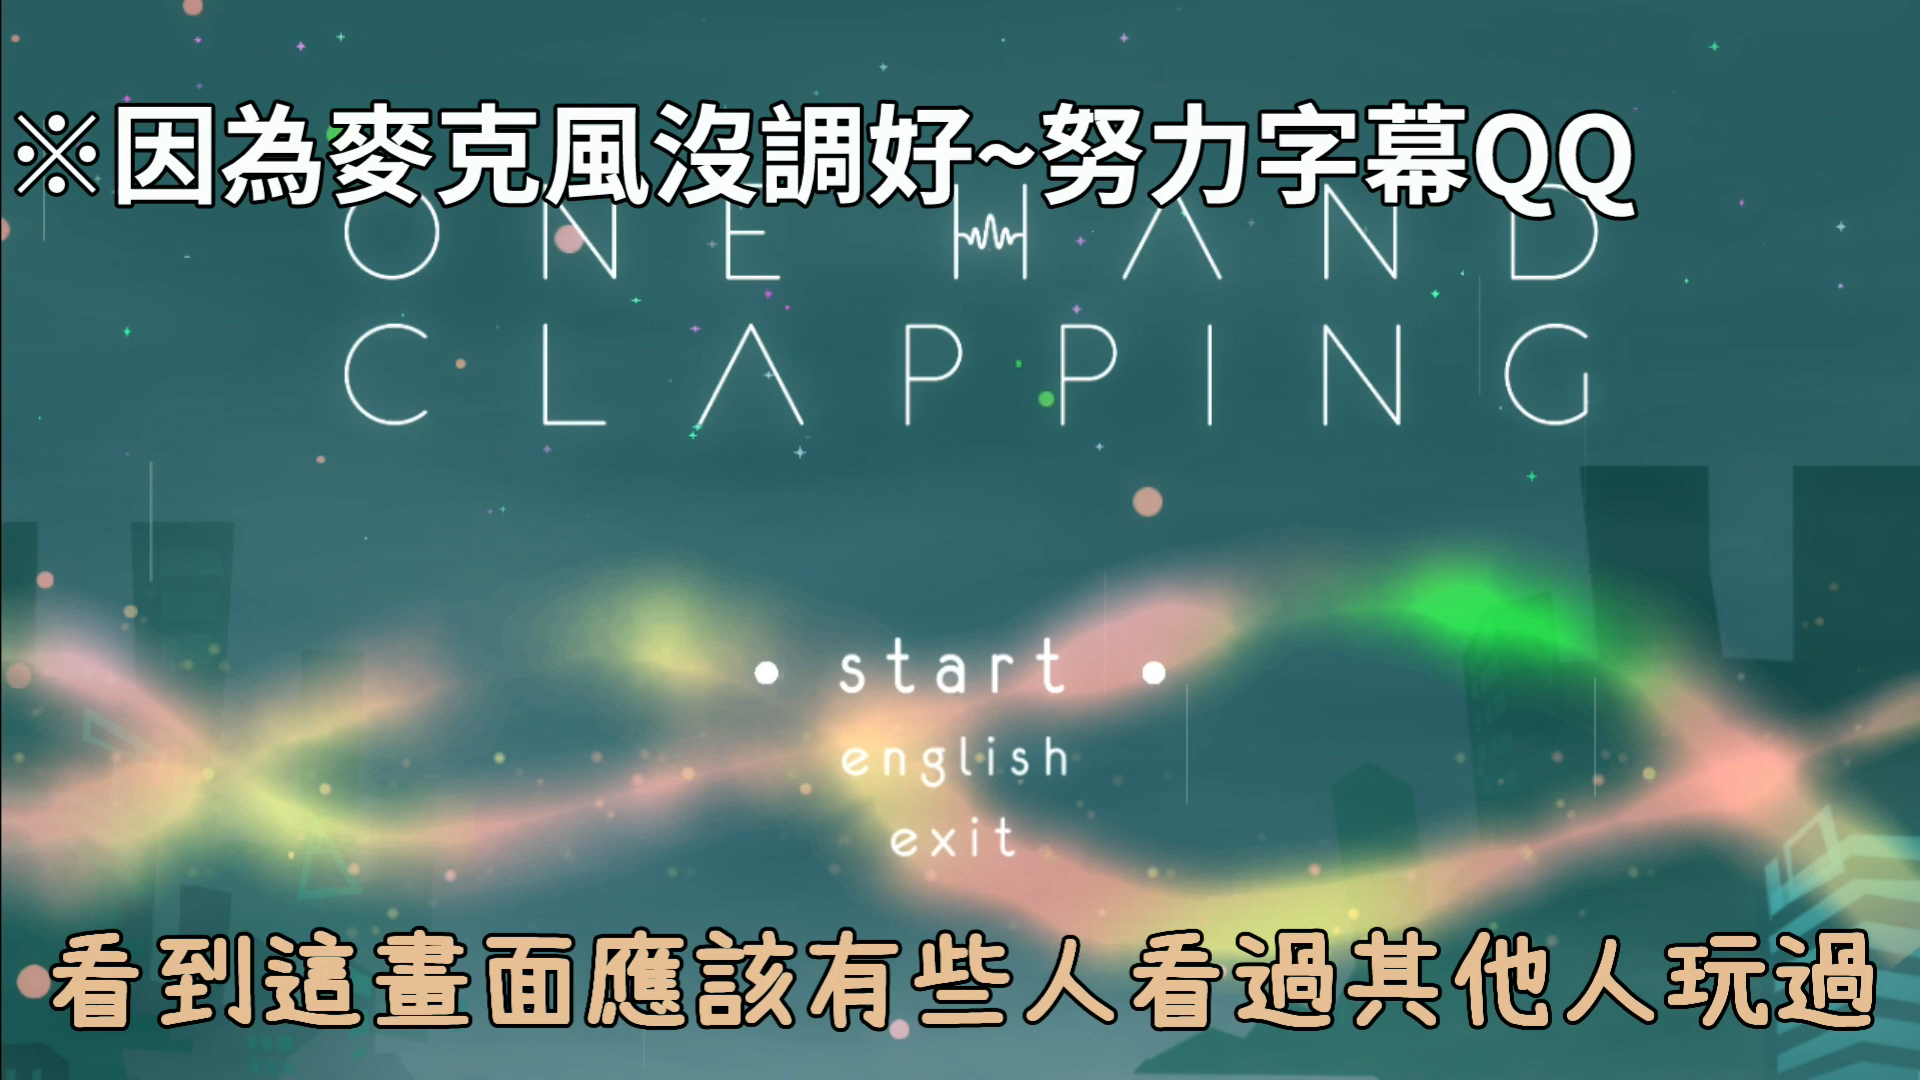 ※因為麥克風沒調好~努力字幕QQ
ONE HAND
CLAPPING
start
english
exit
看到這畫面應該有些人看過其他人玩過